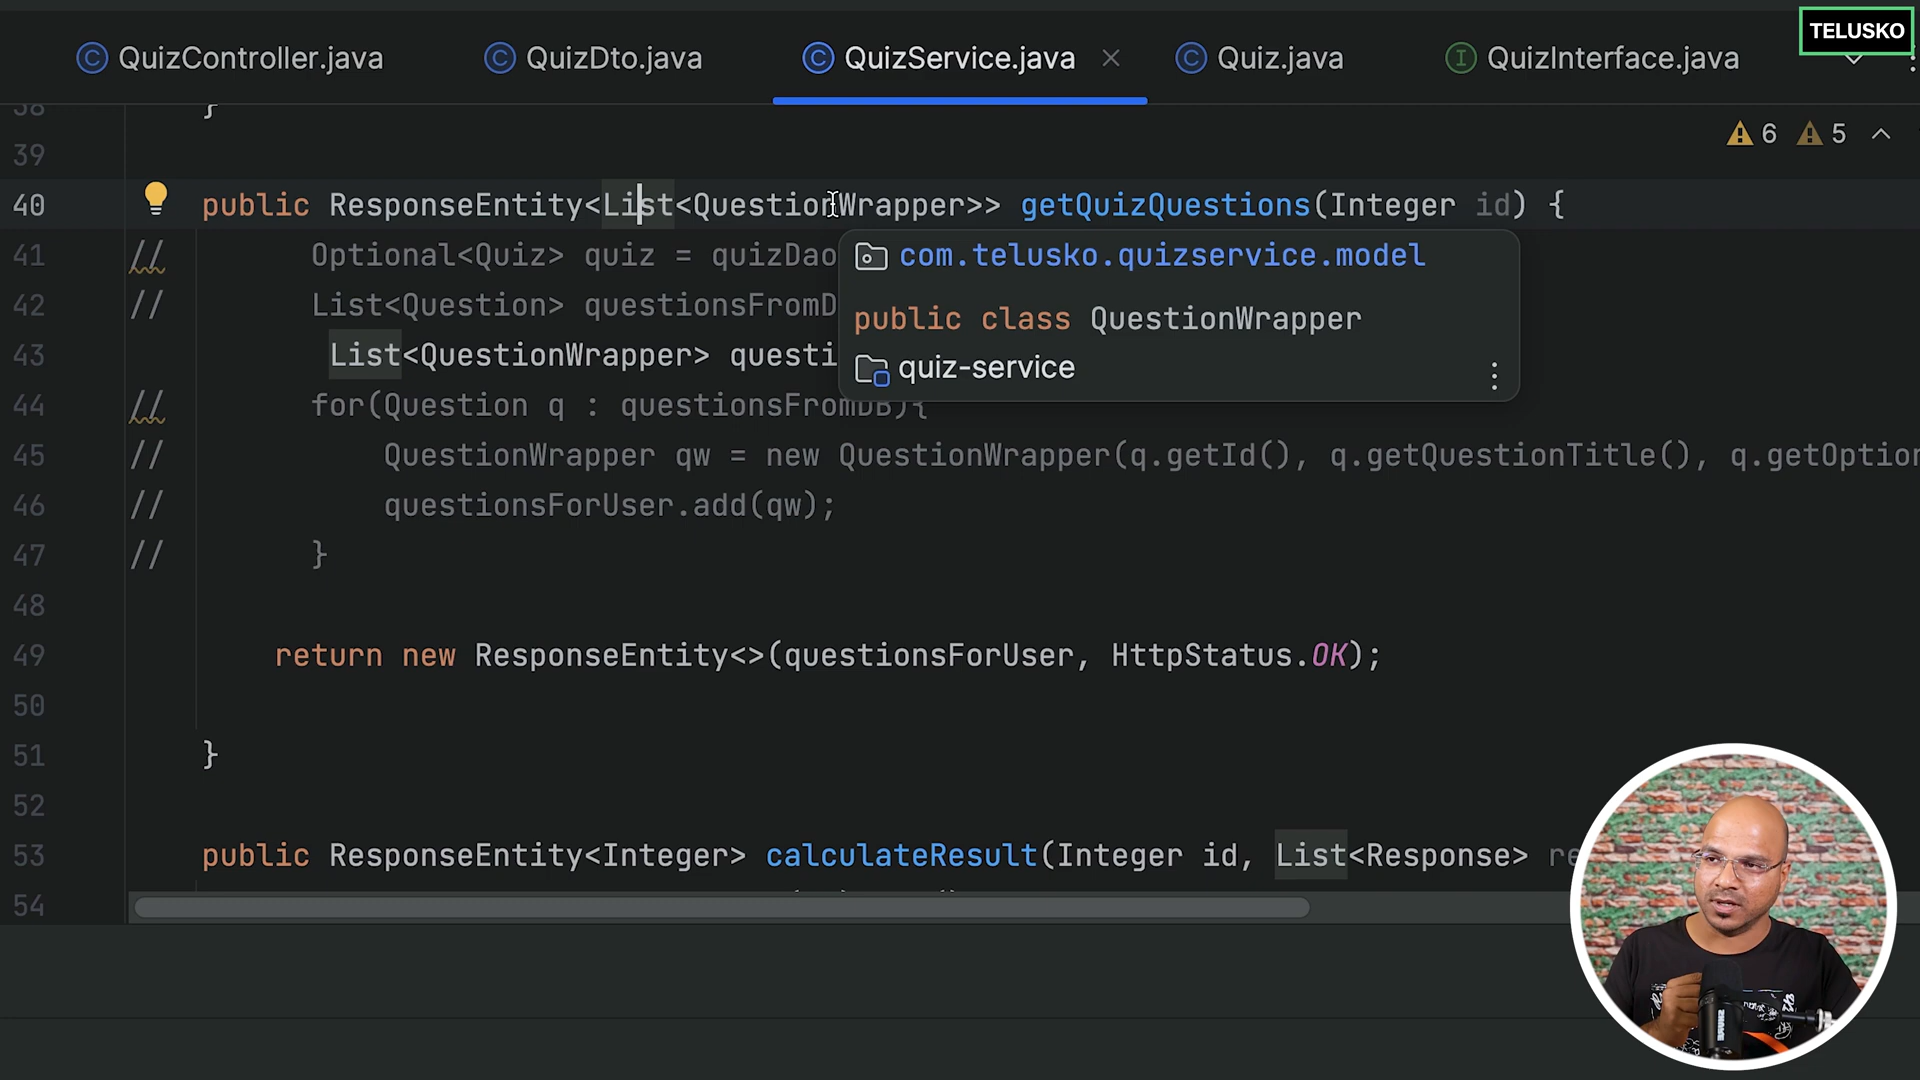 TELUSKO
QuizController.java QuizDto.java QuizService.java Quiz.java QuizInterface.java
38 }
39 6 5
40 public ResponseEntity<List<QuestionWrapper>> getQuizQuestions(Integer id) {
41 // Optional<Quiz> quiz = quizDao
com.telusko.quizservice.model
42 // List<Question> questionsFromD
public class QuestionWrapper
43 List<QuestionWrapper> questi
quiz-service
44 // for(Question q : questionsFromDB){
45 // QuestionWrapper qw = new QuestionWrapper(q.getId(), q.getQuestionTitle(), q.getOption
46 // questionsForUser.add(qw);
47 // }
48
49 return new ResponseEntity<>(questionsForUser, HttpStatus.OK);
50
51 }
52
53 public ResponseEntity<Integer> calculateResult(Integer id, List<Response> re
54